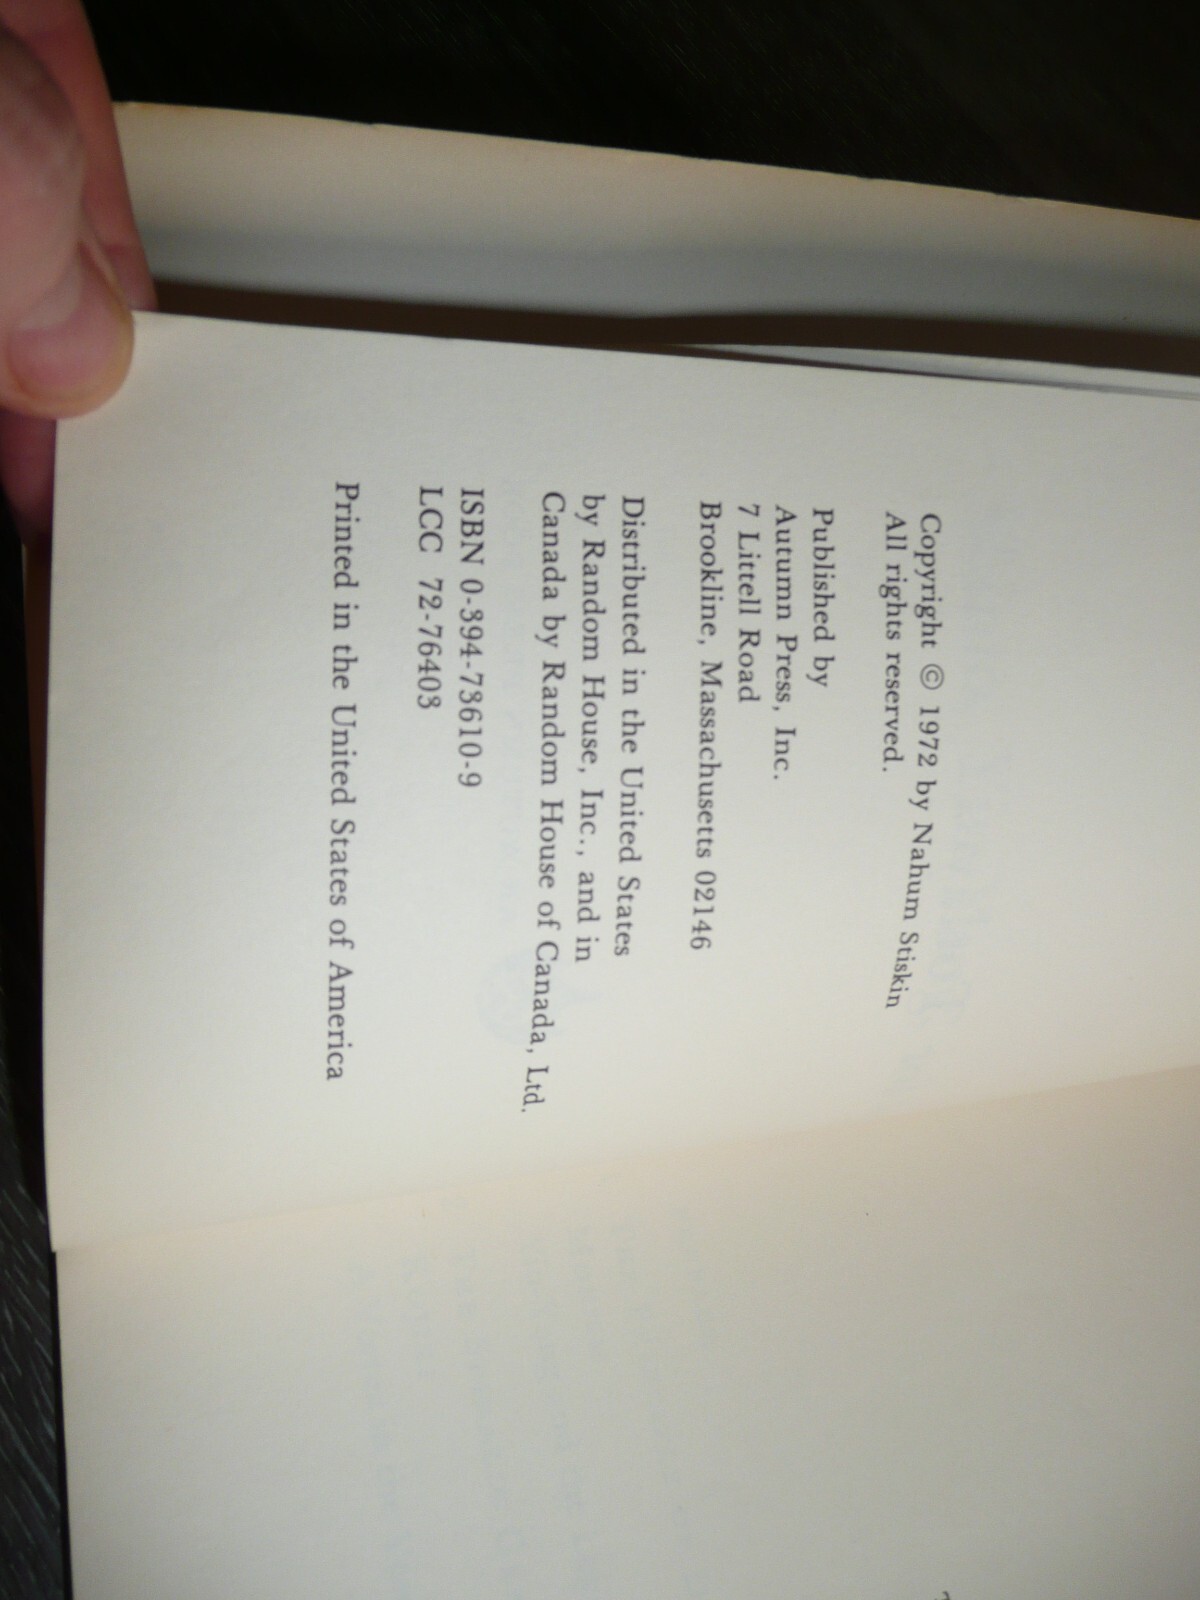 Copyright © 1972 by Nahum Stiskin
All rights reserved.
Published by
Autumn Press, Inc.
7 Littell Road
Brookline, Massachusetts 02146
Distributed in the United States
by Random House, Inc., and in
Canada by Random House of Canada, Ltd.
ISBN 0-394-73610-9
LCC 72-76403
Printed in the United States of America